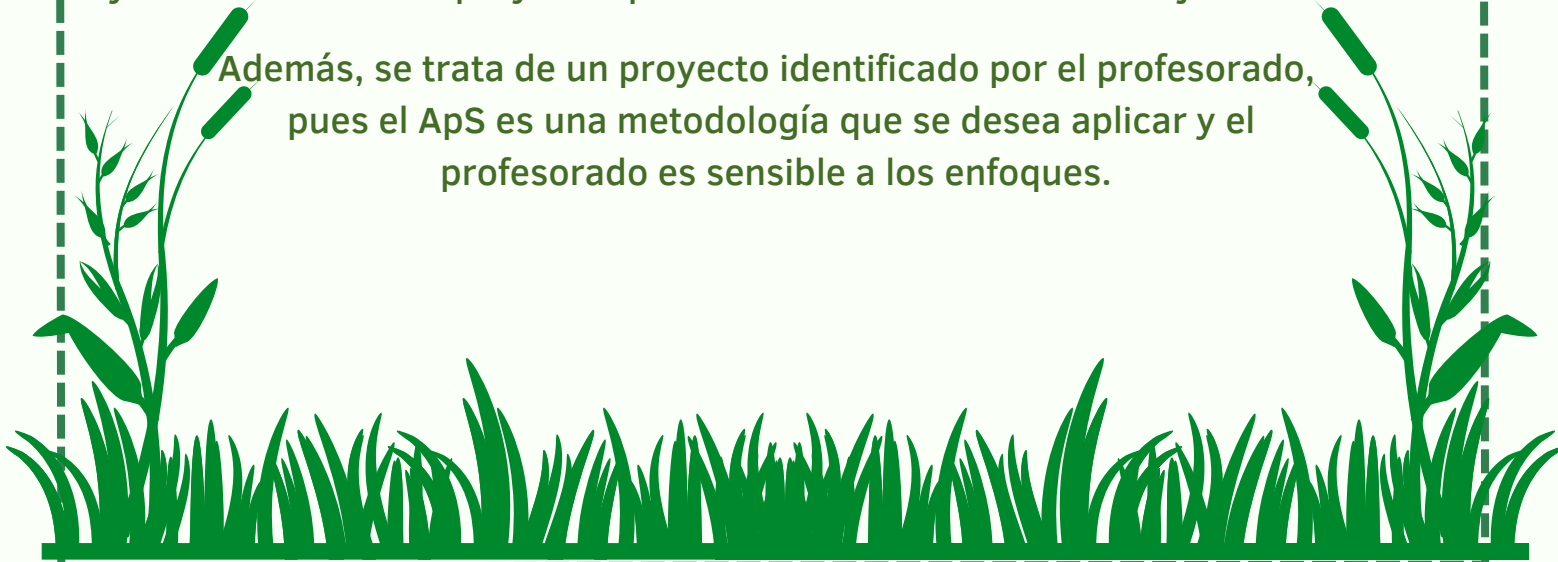 Además, se trata de un proyecto identificado por el profesorado,
pues el ApS es una metodología que se desea aplicar y el
profesorado es sensible a los enfoques.